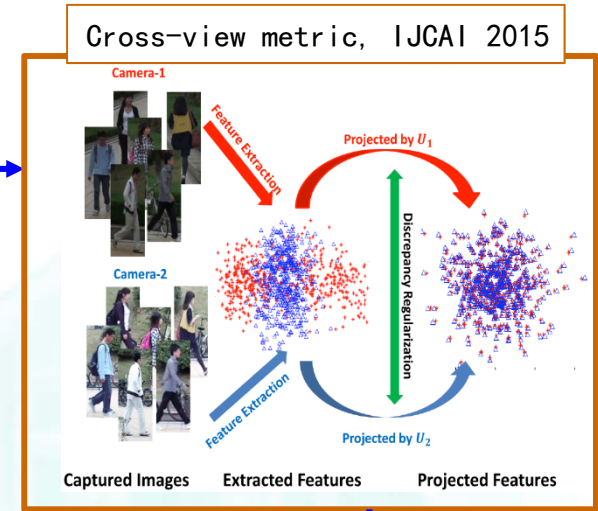 Cross-view metric, IJCAI 2015
Camera-1
Feature Extraction
Projected by U₁
Discrepancy Regularization
Camera-2
Feature Extraction
Projected by U₂
Captured Images
Extracted Features
Projected Features